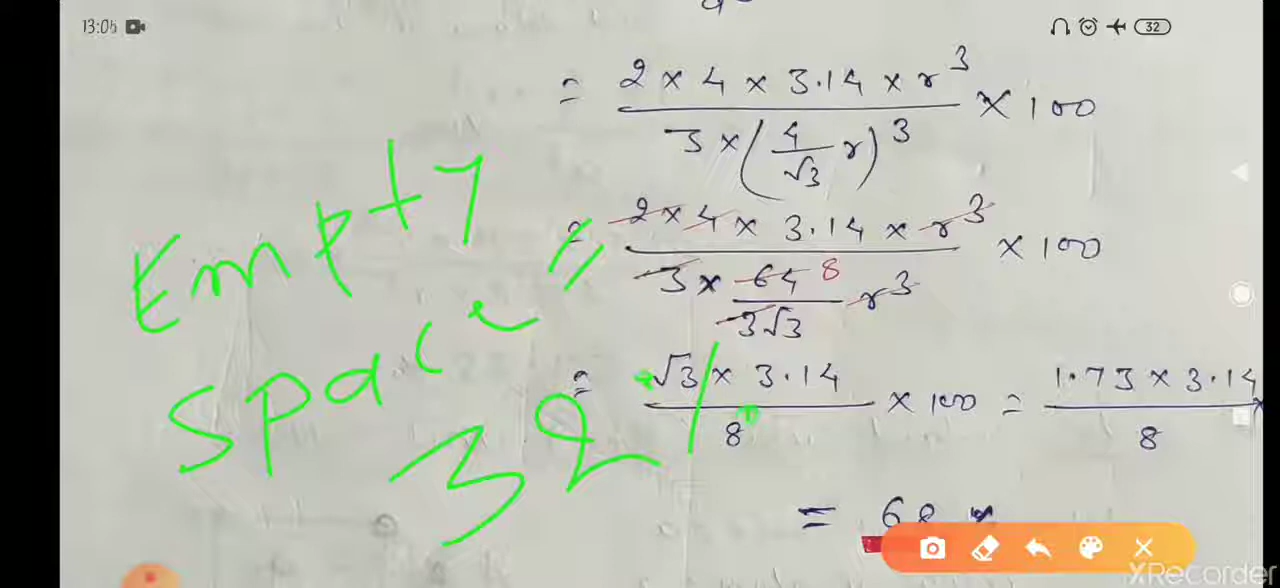 13:05
32
= 2 × 4 × 3.14 × r³ / 3 × (4/√3 r)³ × 100
= 2 × 4 × 3.14 × r³ / 3 × 64 8 / 3√3 r³ × 100
= √3 × 3.14 / 8 × 100 = 1.73 × 3.14 / 8 ×
= 68 %
Empty
space =
32 %
XRecorder